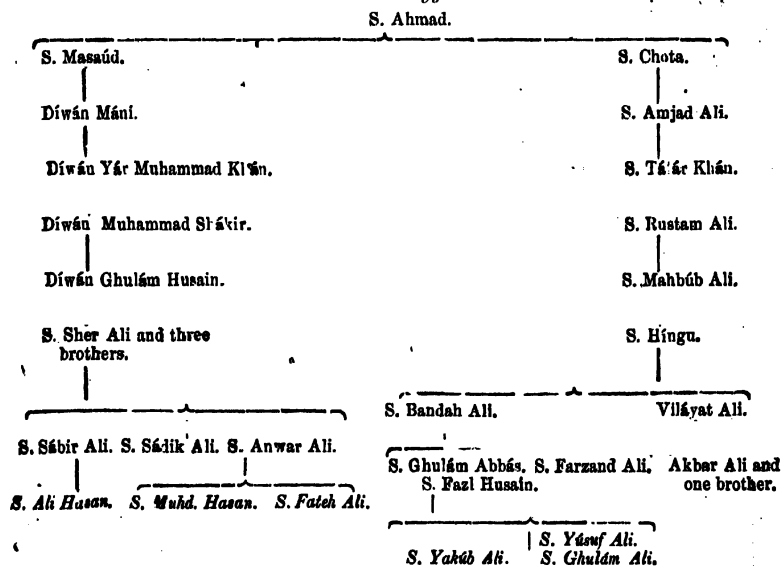 S. Ahmad.
S. Masaúd. S. Chota.
Díwán Máni. S. Amjad Ali.
Díwán Yár Muhammad Khán. S. Tátár Khán.
Díwán Muhammad Shákir. S. Rustam Ali.
Díwán Ghulám Husain. S. Mahbúb Ali.
S. Sher Ali and three S. Híngu.
brothers.
S. Bandah Ali. Viláyat Ali.
S. Sábir Ali. S. Sádik Ali. S. Anwar Ali.
S. Ghulám Abbás. S. Farzand Ali. Akbar Ali and
S. Fazl Husain. one brother.
S. Ali Hasan. S. Muhd. Hasan. S. Fateh Ali.
S. Yúsuf Ali.
S. Yakúb Ali. S. Ghulám Ali.